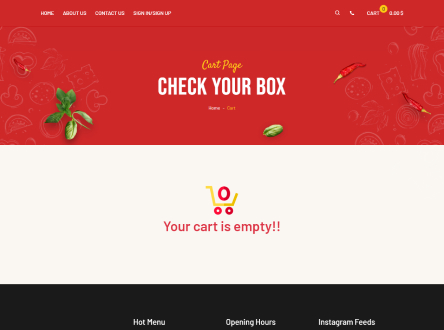 HOME ABOUT US CONTACT US SIGN IN/SIGN UP CART 0 0.00 $
Cart Page
CHECK YOUR BOX
Home - Cart
0
Your cart is empty!!
Hot Menu Opening Hours Instagram Feeds